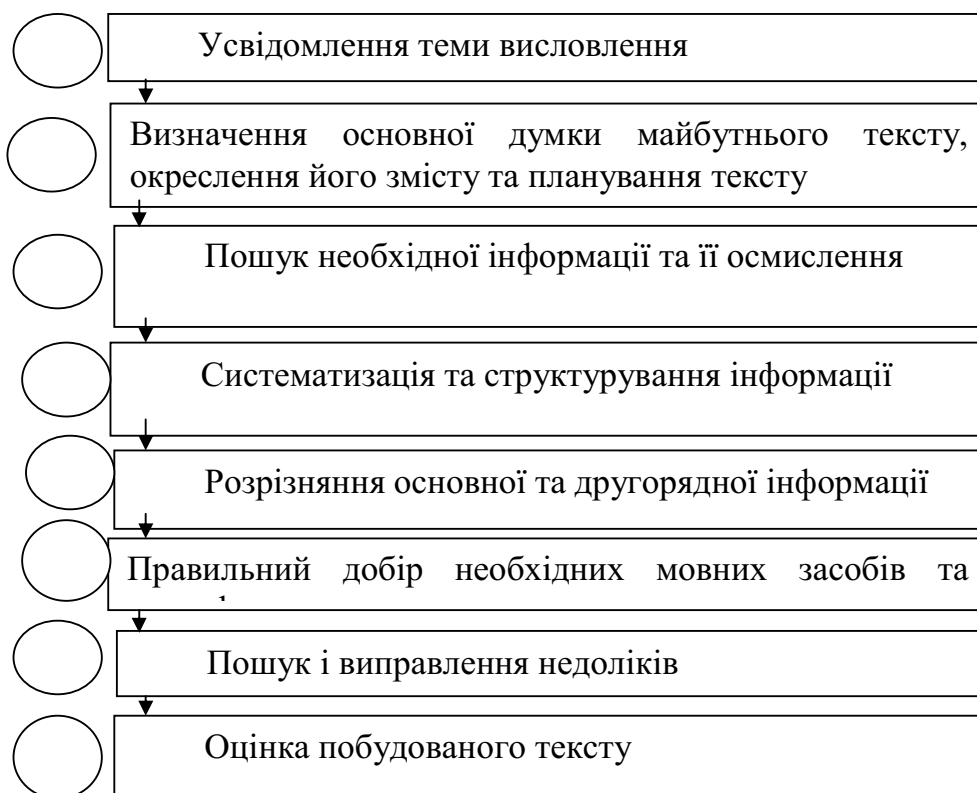 Усвідомлення теми висловлення
Визначення основної думки майбутнього тексту,
окреслення його змісту та планування тексту
Пошук необхідної інформації та її осмислення
Систематизація та структурування інформації
Розрізняння основної та другорядної інформації
Правильний добір необхідних мовних засобів та
Пошук і виправлення недоліків
Оцінка побудованого тексту